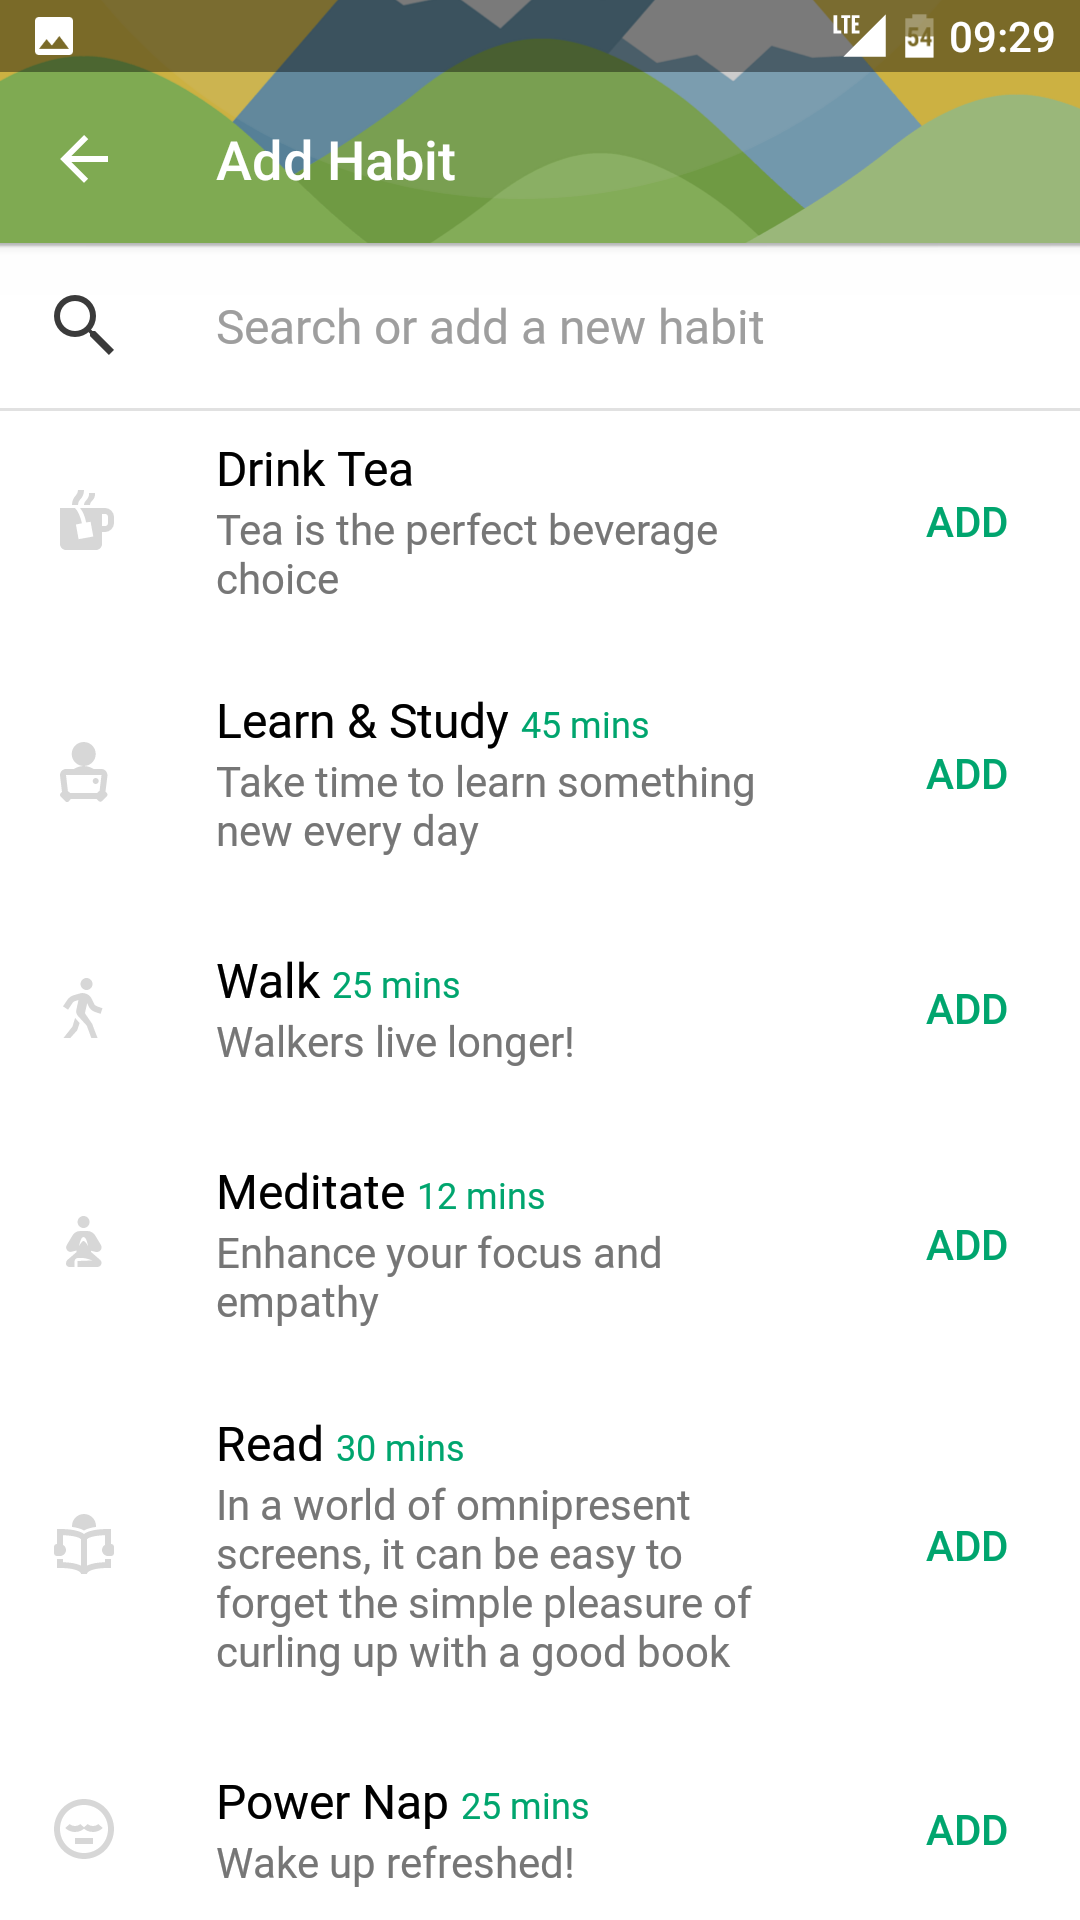 LTE 54 09:29
Add Habit
Search or add a new habit
Drink Tea
Tea is the perfect beverage
choice
ADD
Learn & Study 45 mins
Take time to learn something
new every day
ADD
Walk 25 mins
Walkers live longer!
ADD
Meditate 12 mins
Enhance your focus and
empathy
ADD
Read 30 mins
In a world of omnipresent
screens, it can be easy to
forget the simple pleasure of
curling up with a good book
ADD
Power Nap 25 mins
Wake up refreshed!
ADD